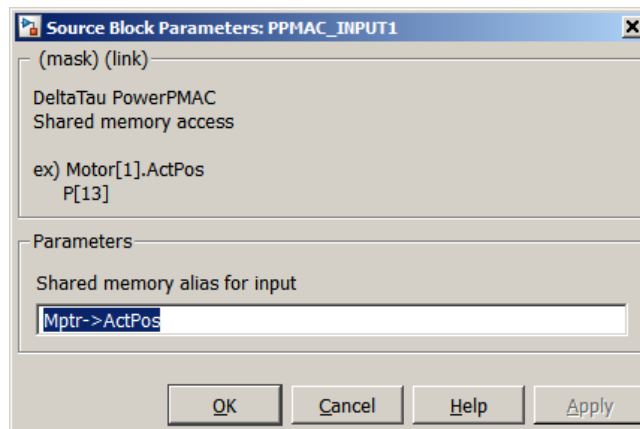 Source Block Parameters: PPMAC_INPUT1
(mask) (link)
DeltaTau PowerPMAC
Shared memory access
ex) Motor[1].ActPos
P[13]
Parameters
Shared memory alias for input
Mptr->ActPos
OK Cancel Help Apply